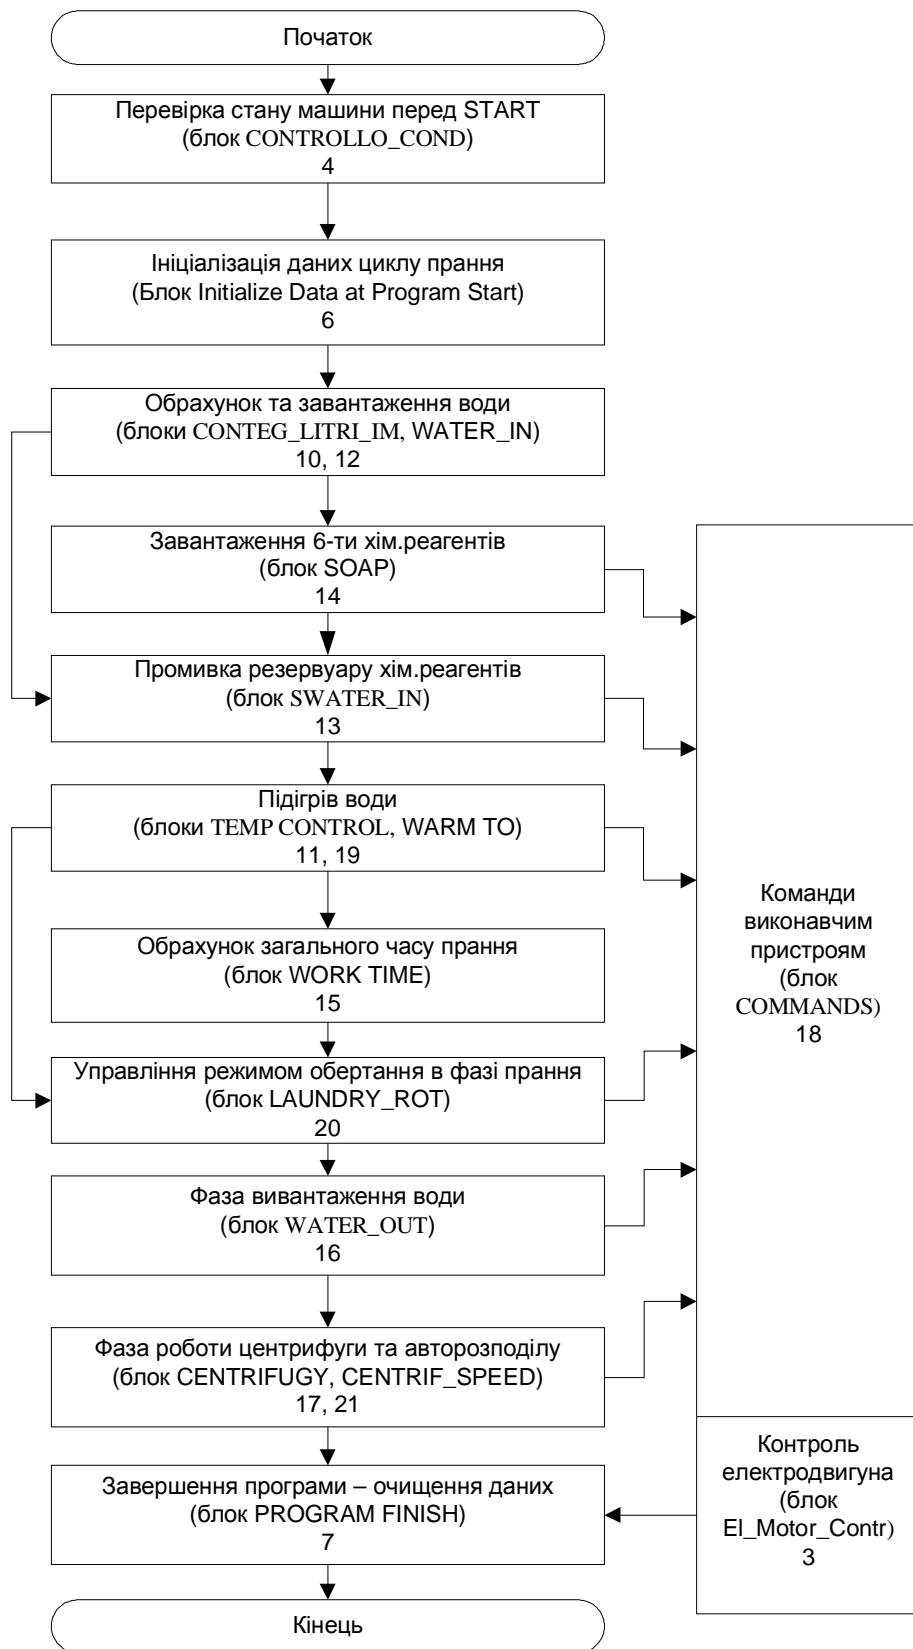 Початок
Перевірка стану машини перед START
(блок CONTROLLO_COND)
4
Ініціалізація даних циклу прання
(Блок Initialize Data at Program Start)
6
Обрахунок та завантаження води
(блоки CONTEG_LITRI_IM, WATER_IN)
10, 12
Завантаження 6-ти хім.реагентів
(блок SOAP)
14
Промивка резервуару хім.реагентів
(блок SWATER_IN)
13
Підігрів води
(блоки TEMP CONTROL, WARM TO)
11, 19
Обрахунок загального часу прання
(блок WORK TIME)
15
Управління режимом обертання в фазі прання
(блок LAUNDRY_ROT)
20
Фаза вивантаження води
(блок WATER_OUT)
16
Фаза роботи центрифуги та авторозподілу
(блок CENTRIFUGY, CENTRIF_SPEED)
17, 21
Завершення програми – очищення даних
(блок PROGRAM FINISH)
7
Кінець
Команди
виконавчим
пристроям
(блок
COMMANDS)
18
Контроль
електродвигуна
(блок
El_Motor_Contr)
3